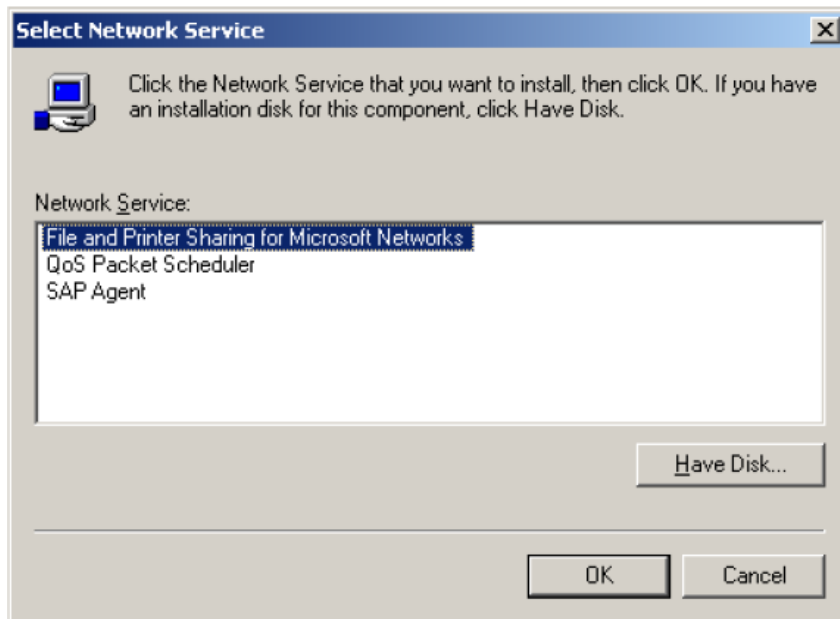 Select Network Service
Click the Network Service that you want to install, then click OK. If you have
an installation disk for this component, click Have Disk.
Network Service:
File and Printer Sharing for Microsoft Networks
QoS Packet Scheduler
SAP Agent
Have Disk...
OK
Cancel